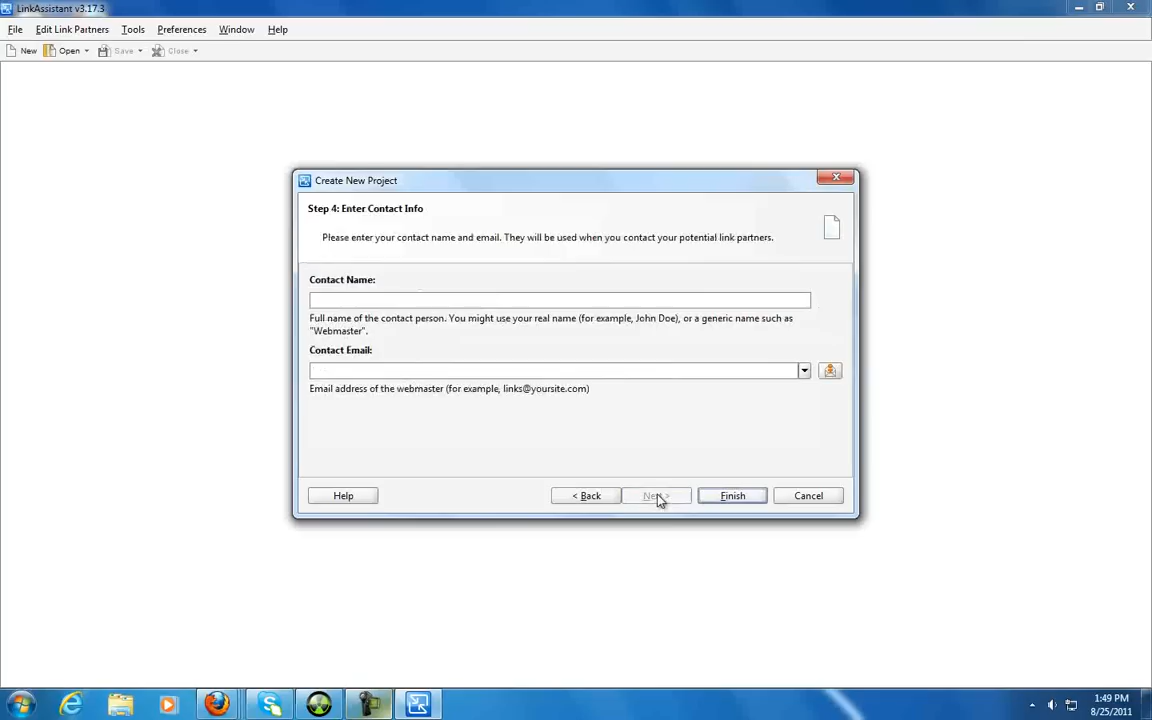 LinkAssistant v3.17.3
File Edit Link Partners Tools Preferences Window Help
New Open Save Close
Create New Project
Step 4: Enter Contact Info
Please enter your contact name and email. They will be used when you contact your potential link partners.
Contact Name:
Full name of the contact person. You might use your real name (for example, John Doe), or a generic name such as
"Webmaster".
Contact Email:
Email address of the webmaster (for example, links@yoursite.com)
Help < Back Finish Cancel
1:49 PM
8/25/2011